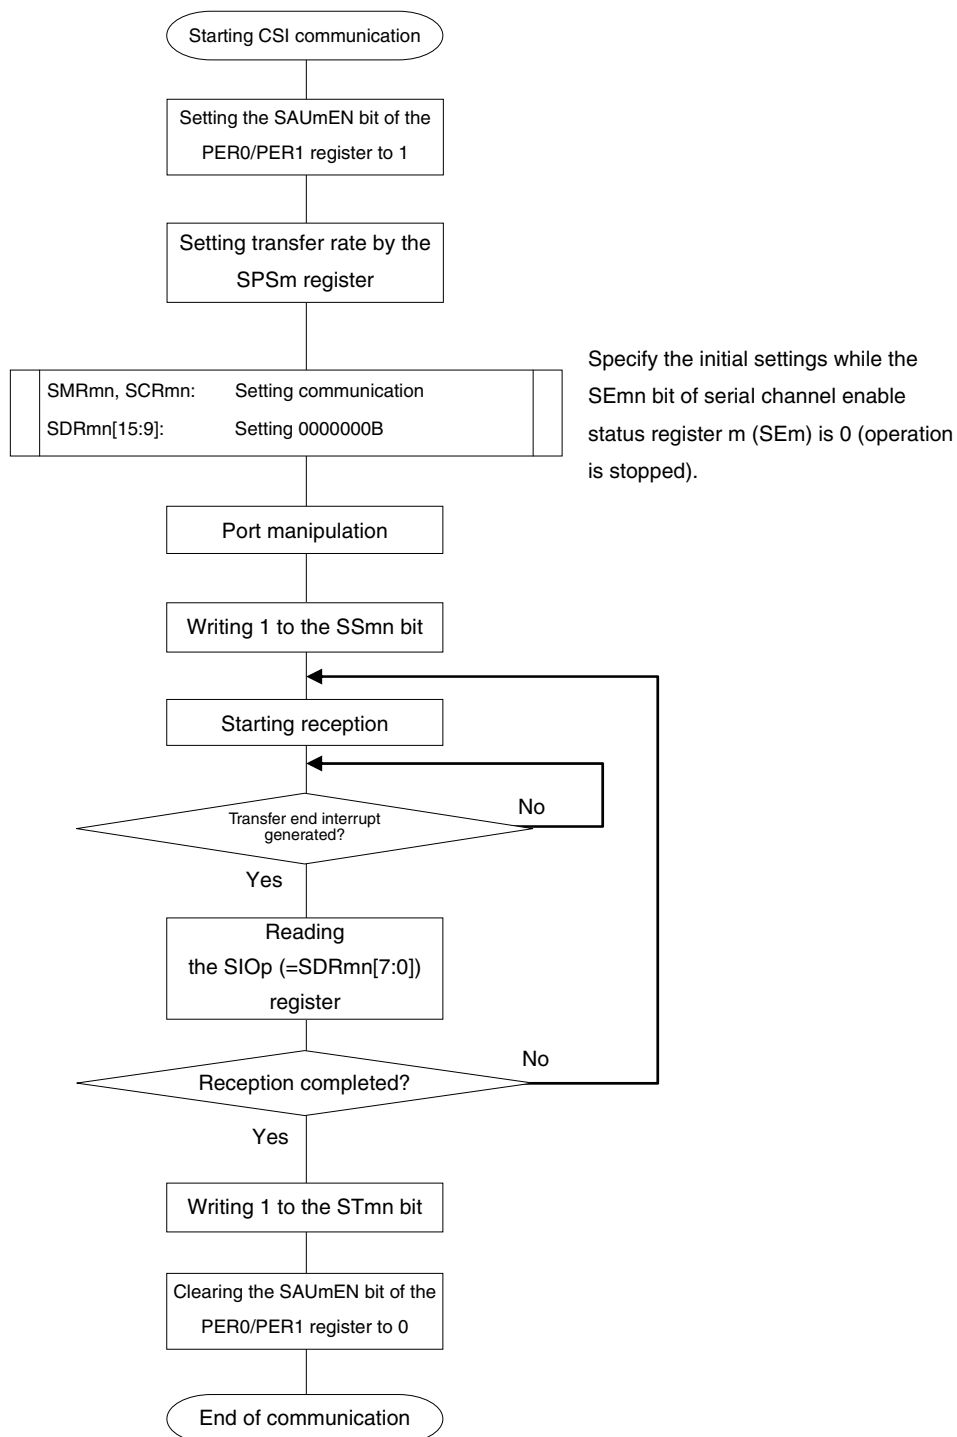 Starting CSI communication
Setting the SAUmEN bit of the
PER0/PER1 register to 1
Setting transfer rate by the
SPSm register
SMRmn, SCRmn: Setting communication
SDRmn[15:9]: Setting 0000000B
Specify the initial settings while the
SEmn bit of serial channel enable
status register m (SEm) is 0 (operation
is stopped).
Port manipulation
Writing 1 to the SSmn bit
Starting reception
Transfer end interrupt
generated?
No
Yes
Reading
the SIOp (=SDRmn[7:0])
register
Reception completed?
No
Yes
Writing 1 to the STmn bit
Clearing the SAUmEN bit of the
PER0/PER1 register to 0
End of communication